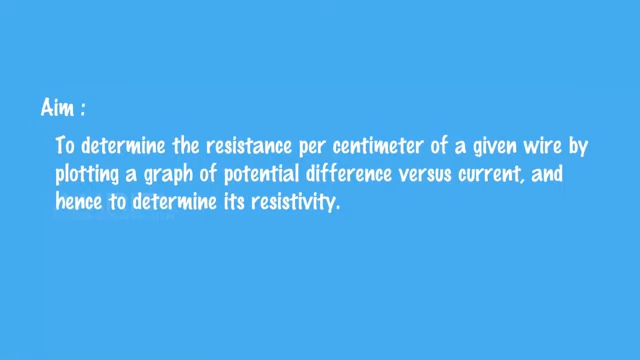 Aim :
To determine the resistance per centimeter of a given wire by
plotting a graph of potential difference versus current, and
hence to determine its resistivity.